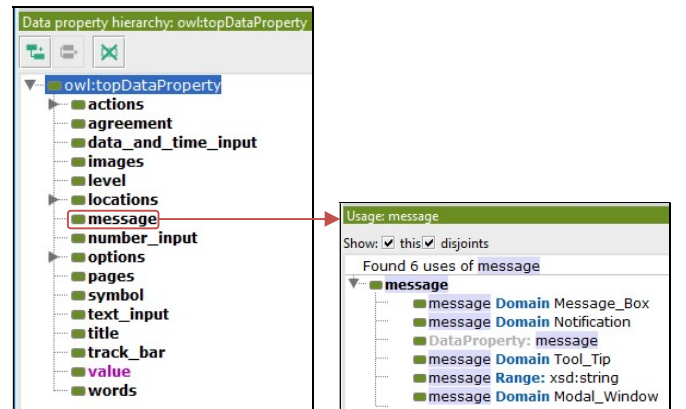 Data property hierarchy: owl:topDataProperty
owl:topDataProperty
actions
agreement
data_and_time_input
images
level
locations
message
number_input
options
pages
symbol
text_input
title
track_bar
value
words
Usage: message
Show: this disjoints
Found 6 uses of message
message
message Domain Message_Box
message Domain Notification
DataProperty: message
message Domain Tool_Tip
message Range: xsd:string
message Domain Modal_Window